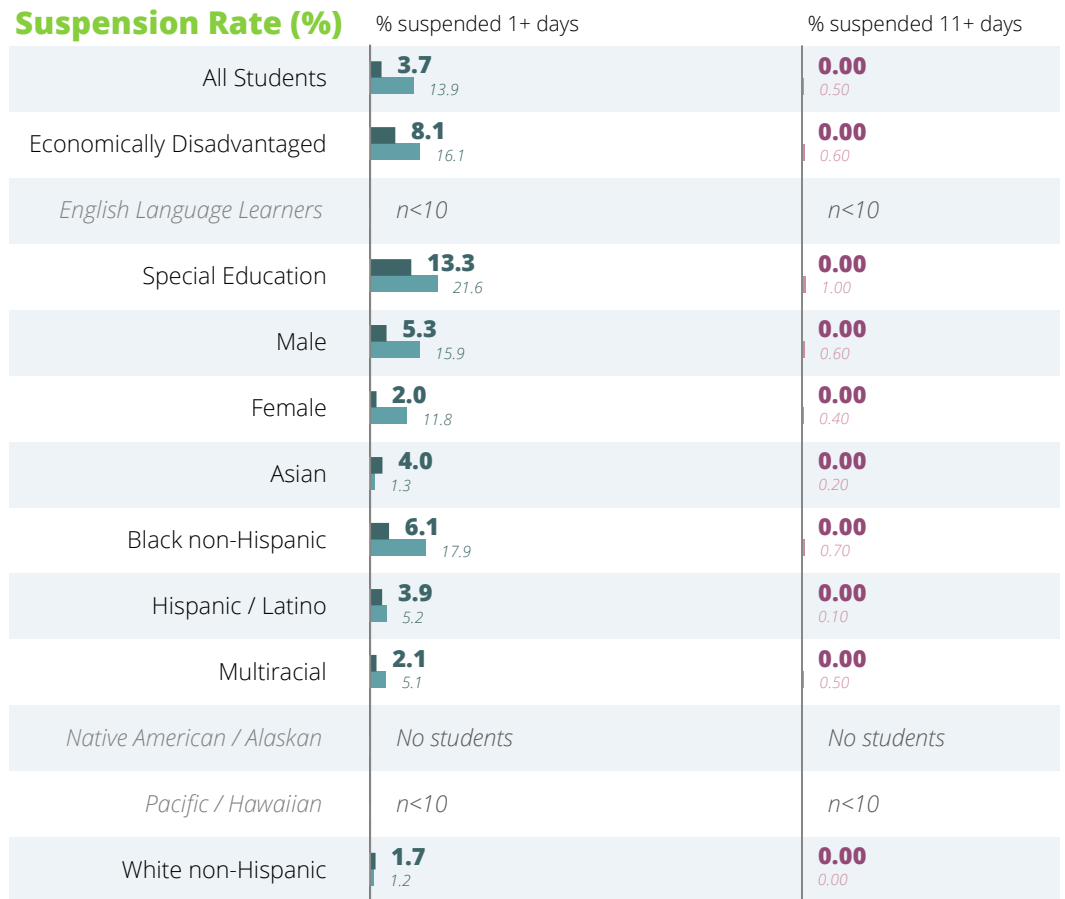 Suspension Rate (%) % suspended 1+ days % suspended 11+ days
All Students 3.7 0.00
13.9 0.50
Economically Disadvantaged 8.1 0.00
16.1 0.60
English Language Learners n<10 n<10
Special Education 13.3 0.00
21.6 1.00
Male 5.3 0.00
15.9 0.60
Female 2.0 0.00
11.8 0.40
Asian 4.0 0.00
1.3 0.20
Black non-Hispanic 6.1 0.00
17.9 0.70
Hispanic / Latino 3.9 0.00
5.2 0.10
Multiracial 2.1 0.00
5.1 0.50
Native American / Alaskan No students No students
Pacific / Hawaiian n<10 n<10
White non-Hispanic 1.7 0.00
1.2 0.00